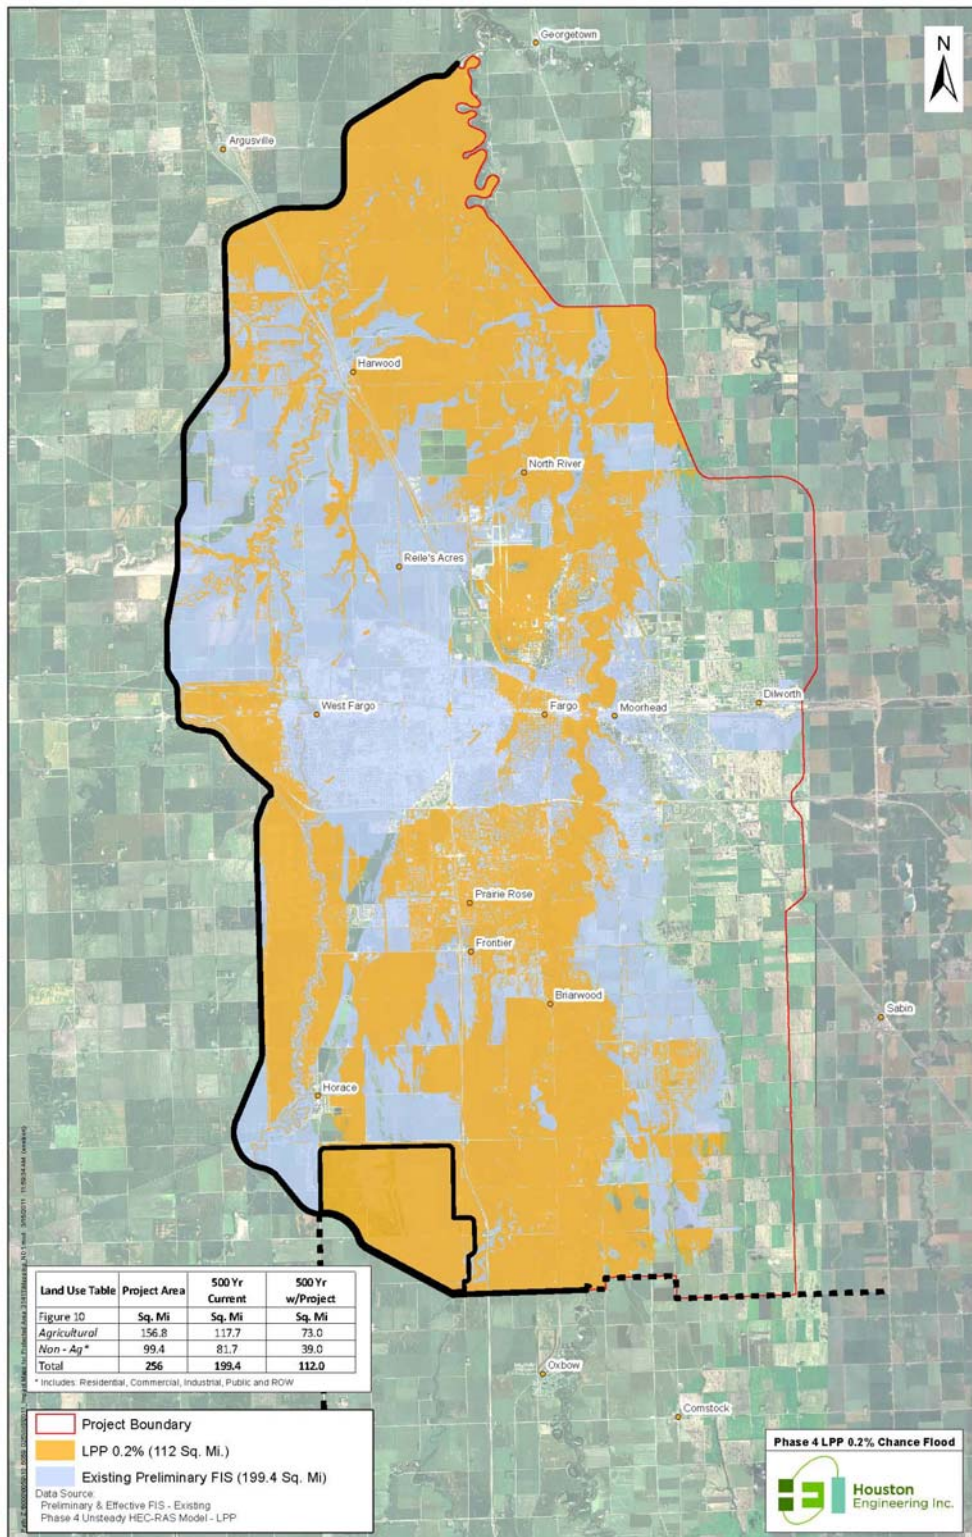 Georgetown
N
Argusville
Harwood
North River
Reile's Acres
West Fargo
Fargo
Moorhead
Dilworth
Prairie Rose
Frontier
Briarwood
Sabin
Horace
Land Use Table Project Area 500 Yr Current 500 Yr w/Project
Figure 10 Sq. Mi Sq. Mi Sq. Mi
Agricultural 156.8 117.7 73.0
Non - Ag* 99.4 81.7 39.0
Total 256 199.4 112.0
* Includes: Residential, Commercial, Industrial, Public and ROW
Oxbow
Comstock
Project Boundary
LPP 0.2% (112 Sq. Mi.)
Existing Preliminary FIS (199.4 Sq. Mi)
Data Source:
Preliminary & Effective FIS - Existing
Phase 4 Unsteady HEC-RAS Model - LPP
Phase 4 LPP 0.2% Chance Flood
Houston
Engineering Inc.